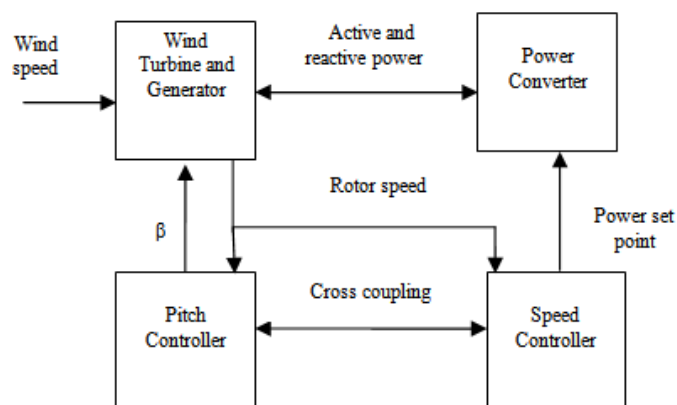 Wind
speed
Wind
Turbine and
Generator
Active and
reactive power
Power
Converter
Rotor speed
β
Power set
point
Pitch
Controller
Cross coupling
Speed
Controller